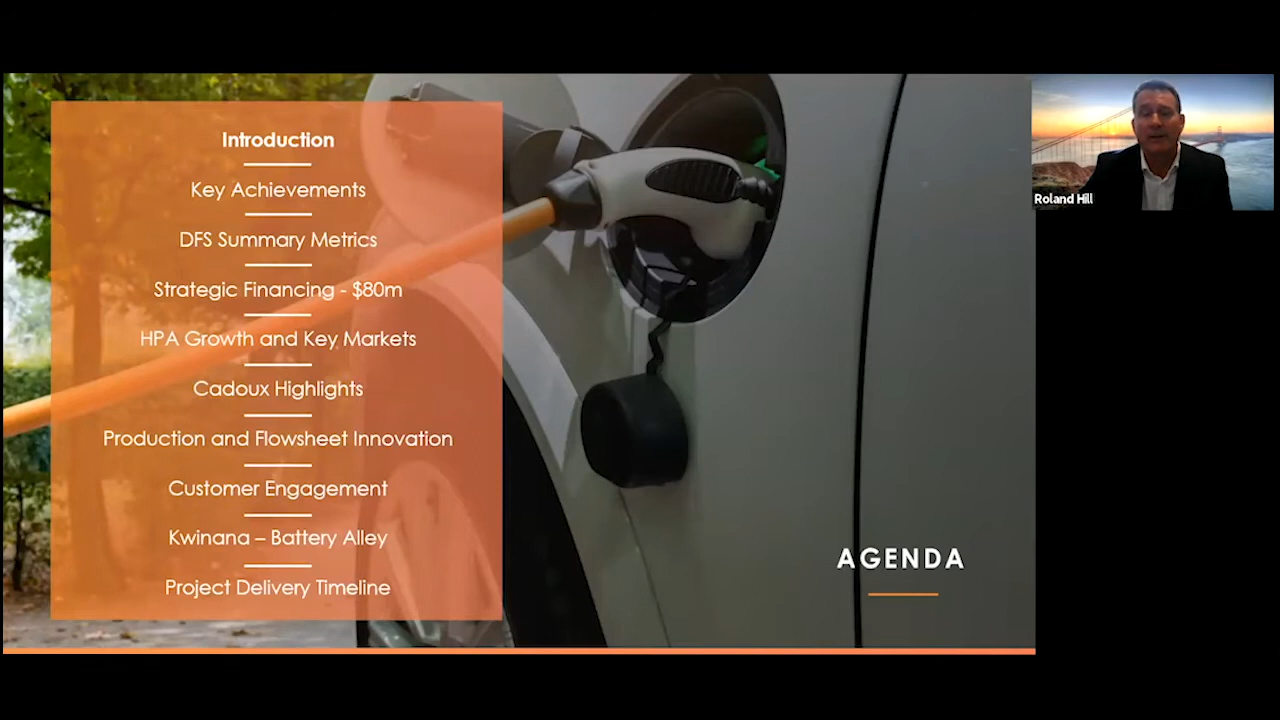 Introduction
Key Achievements
DFS Summary Metrics
Strategic Financing - $80m
HPA Growth and Key Markets
Cadoux Highlights
Production and Flowsheet Innovation
Customer Engagement
Kwinana – Battery Alley
Project Delivery Timeline
AGENDA
Roland Hill